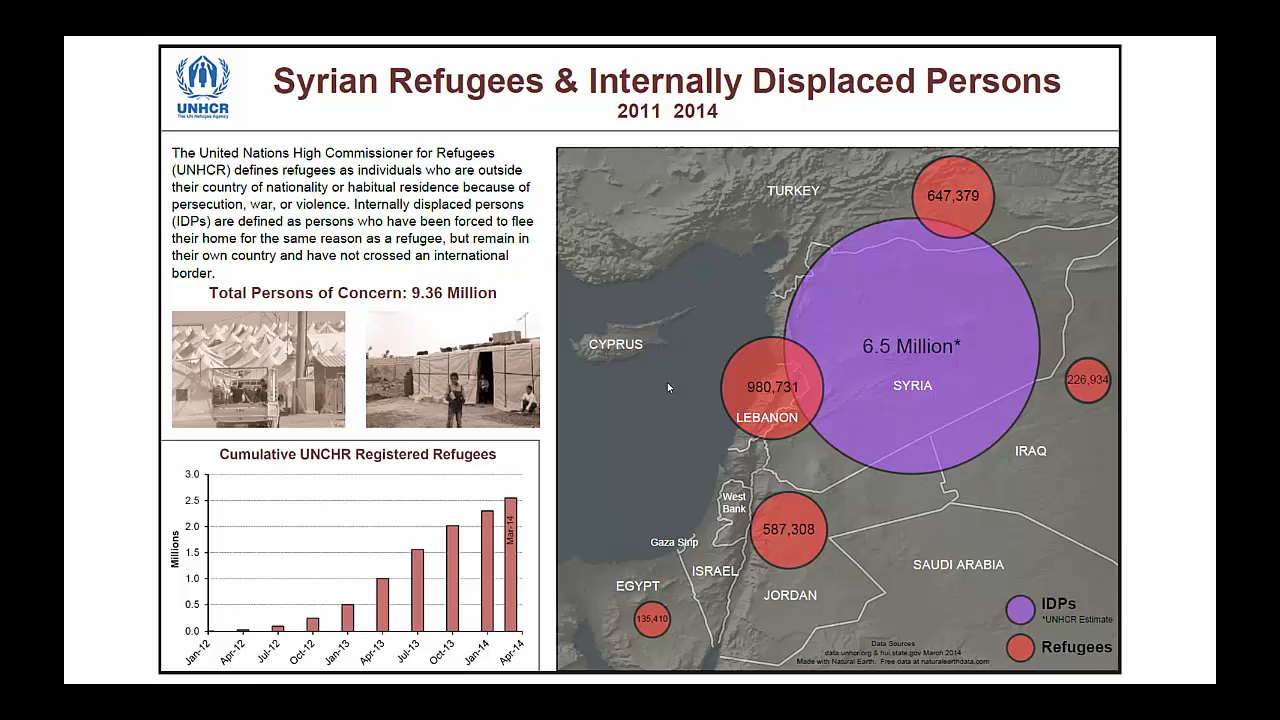 UNHCR
The UN Refugee Agency
Syrian Refugees & Internally Displaced Persons
2011 2014
The United Nations High Commissioner for Refugees
(UNHCR) defines refugees as individuals who are outside
their country of nationality or habitual residence because of
persecution, war, or violence. Internally displaced persons
(IDPs) are defined as persons who have been forced to flee
their home for the same reason as a refugee, but remain in
their own country and have not crossed an international
border.
Total Persons of Concern: 9.36 Million
Cumulative UNCHR Registered Refugees
Millions
3.0
2.5
2.0
1.5
1.0
0.5
0.0
Mar-14
Jan-12
Apr-12
Jul-12
Oct-12
Jan-13
Apr-13
Jul-13
Oct-13
Jan-14
Apr-14
TURKEY
647,379
CYPRUS
6.5 Million*
SYRIA
980,731
LEBANON
226,934
IRAQ
West
Bank
587,308
Gaza Strip
ISRAEL
EGYPT
JORDAN
SAUDI ARABIA
135,410
IDPs
*UNHCR Estimate
Refugees
Data Sources
data.unhcr.org & hui.state.gov March 2014
Made with Natural Earth. Free data at naturalearthdata.com